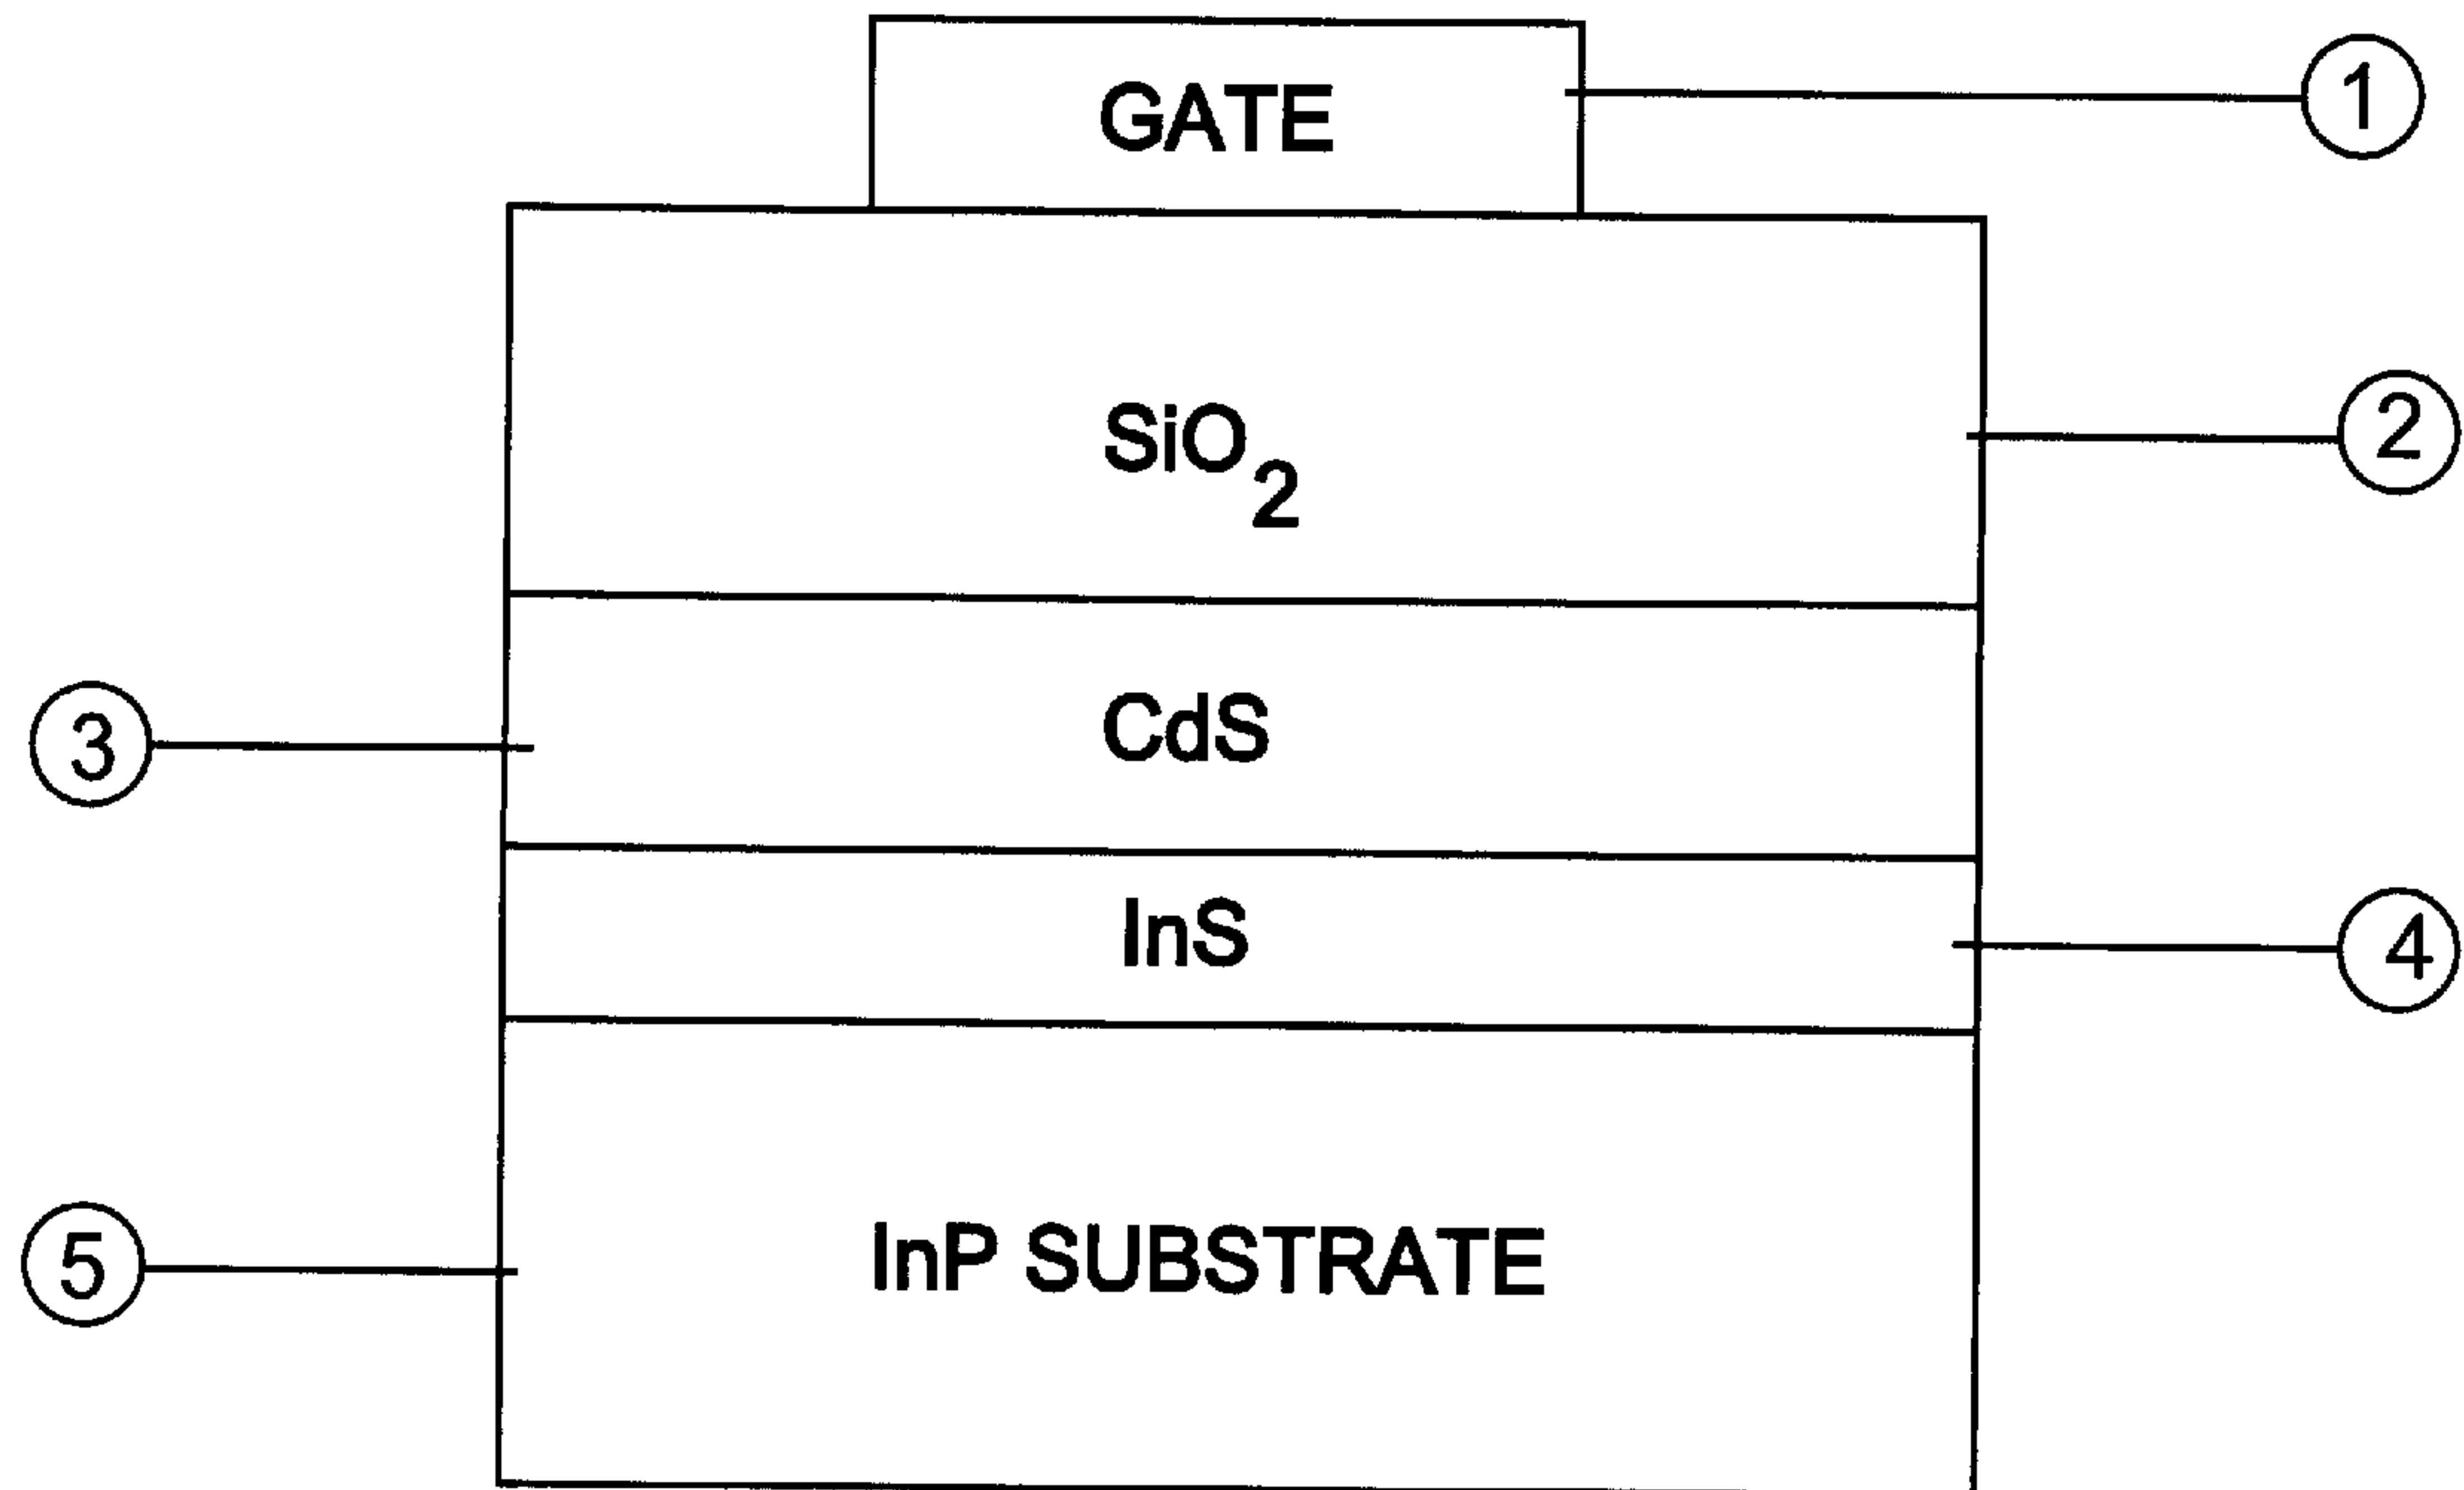 GATE
1
SiO2
2
CdS
3
InS
4
InP SUBSTRATE
5